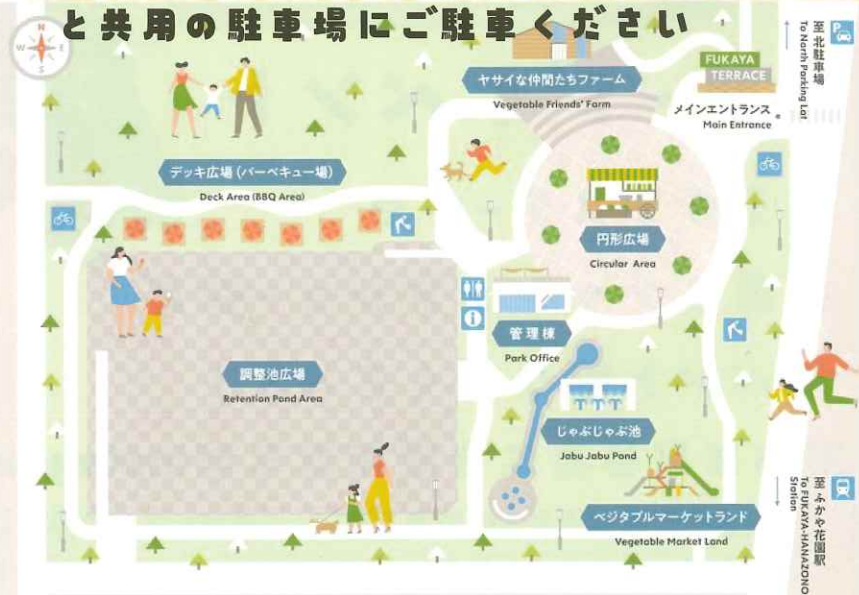 と共用の駐車場にご駐車ください
N
W
E
S
P
至 北駐車場
To North Parking Lot
FUKAYA
TERRACE
メインエントランス
Main Entrance
ヤサイな仲間たちファーム
Vegetable Friends' Farm
デッキ広場(バーベキュー場)
Deck Area (BBQ Area)
円形広場
Circular Area
管理棟
Park Office
調整池広場
Retention Pond Area
じゃぶじゃぶ池
Jabu Jabu Pond
ベジタブルマーケットランド
Vegetable Market Land
至 ふかや花園駅
To FUKAYA-HANAZONO
Station